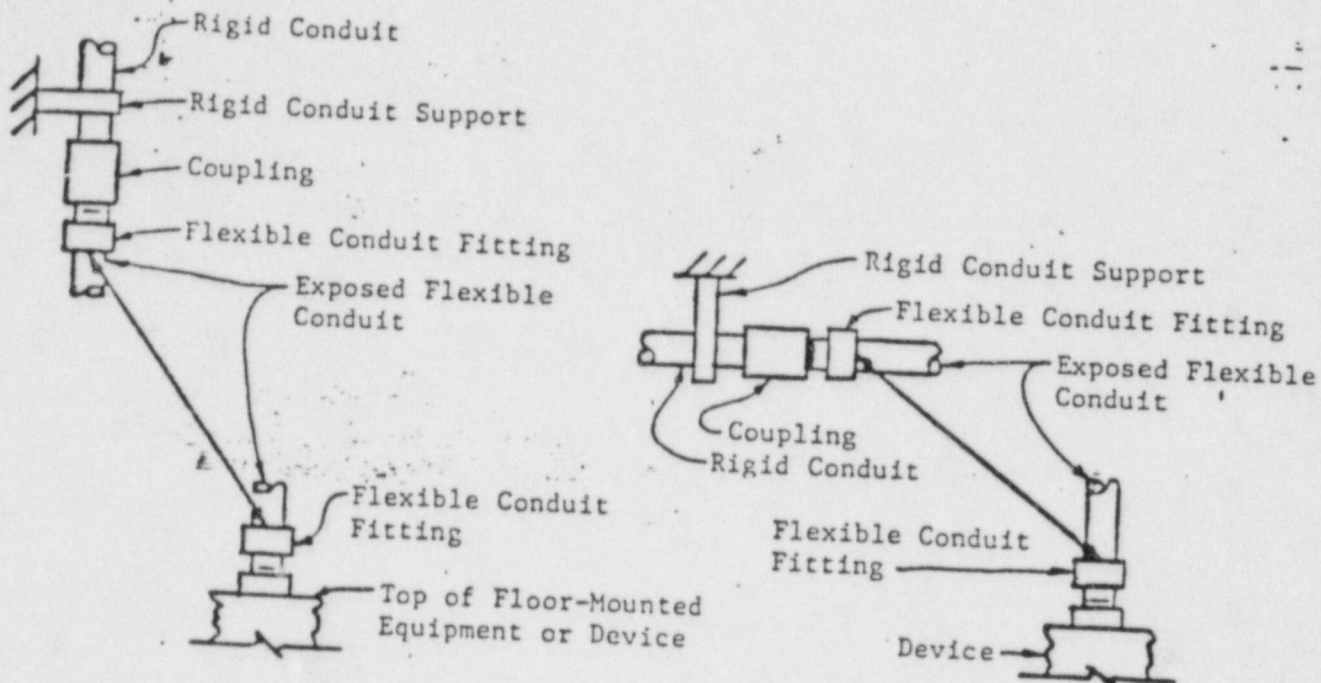 Rigid Conduit
Rigid Conduit Support
Coupling
Flexible Conduit Fitting
Exposed Flexible
Conduit
Flexible Conduit
Fitting
Top of Floor-Mounted
Equipment or Device
Rigid Conduit Support
Flexible Conduit Fitting
Exposed Flexible
Conduit
Coupling
Rigid Conduit
Flexible Conduit
Fitting
Device